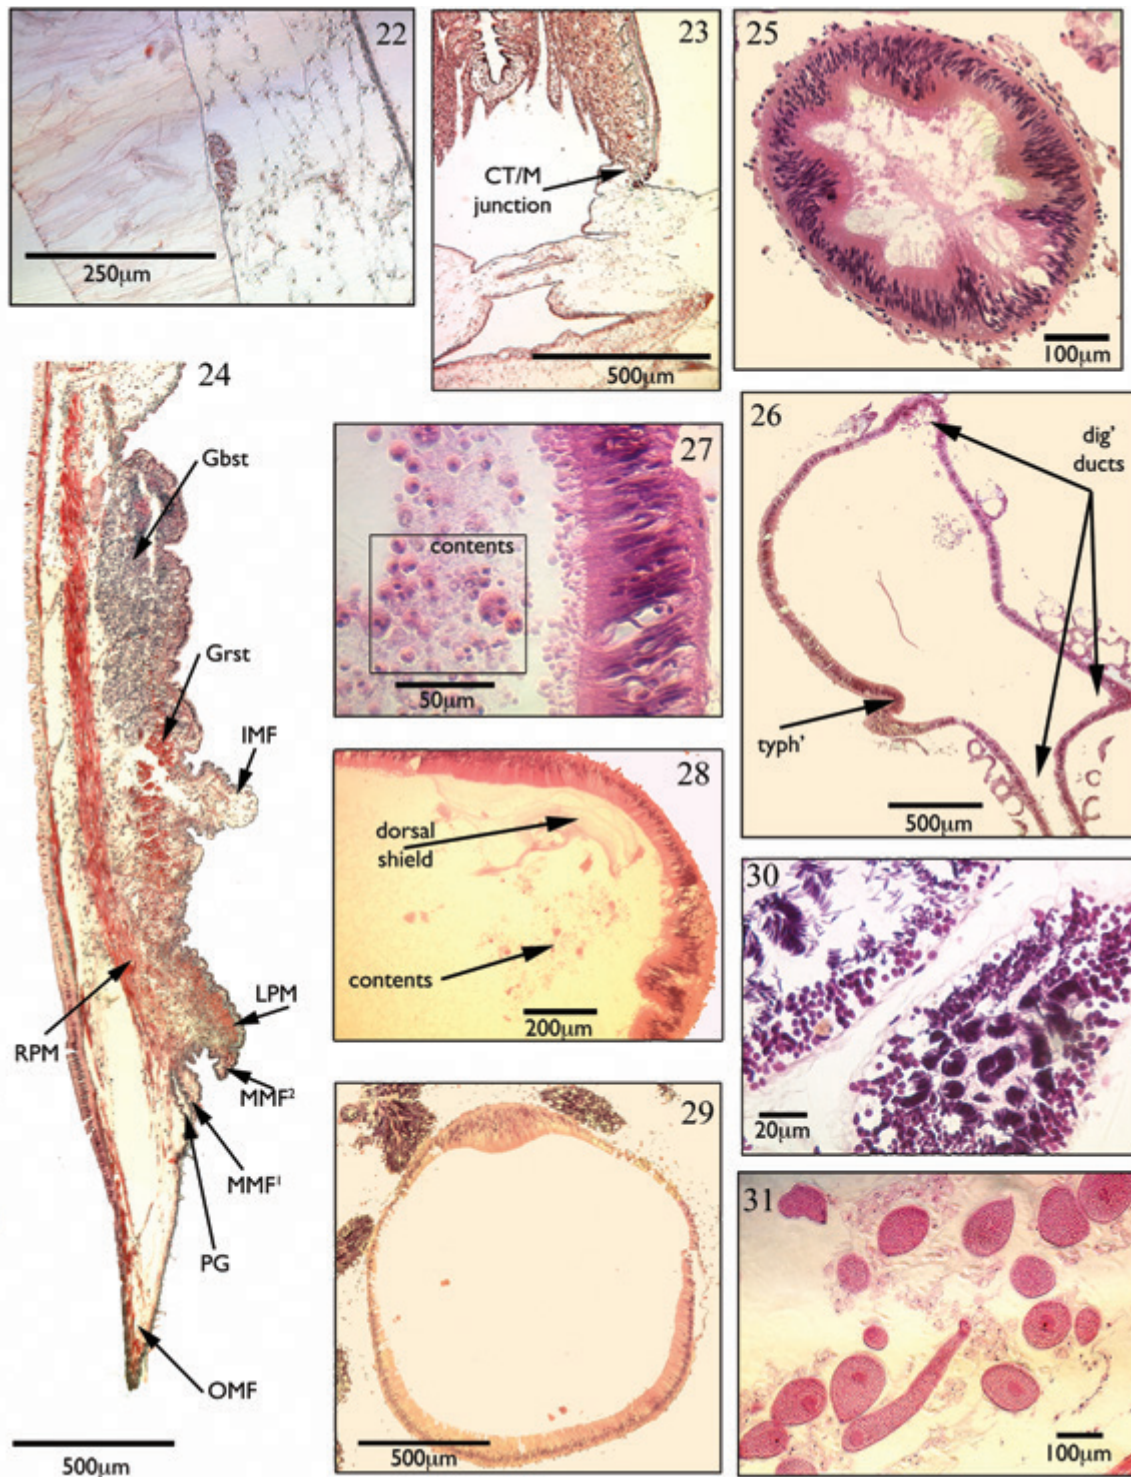 22
250µm
23
CT/M
junction
500µm
25
100µm
24
Gbst
Grst
IMF
RPM
LPM
MMF²
MMF¹
PG
OMF
500µm
27
contents
50µm
26
dig'
ducts
typh'
500µm
28
dorsal
shield
contents
200µm
30
20µm
29
500µm
31
100µm